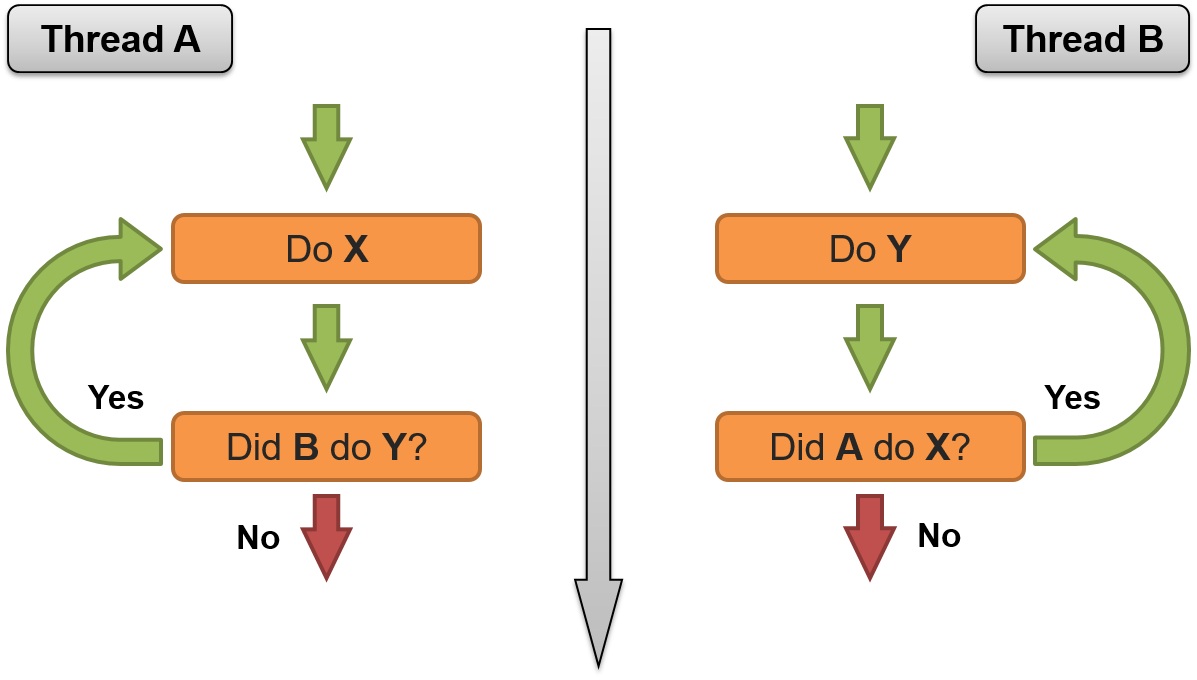 Thread A
Thread B
Do X
Do Y
Yes
Yes
Did B do Y?
Did A do X?
No
No